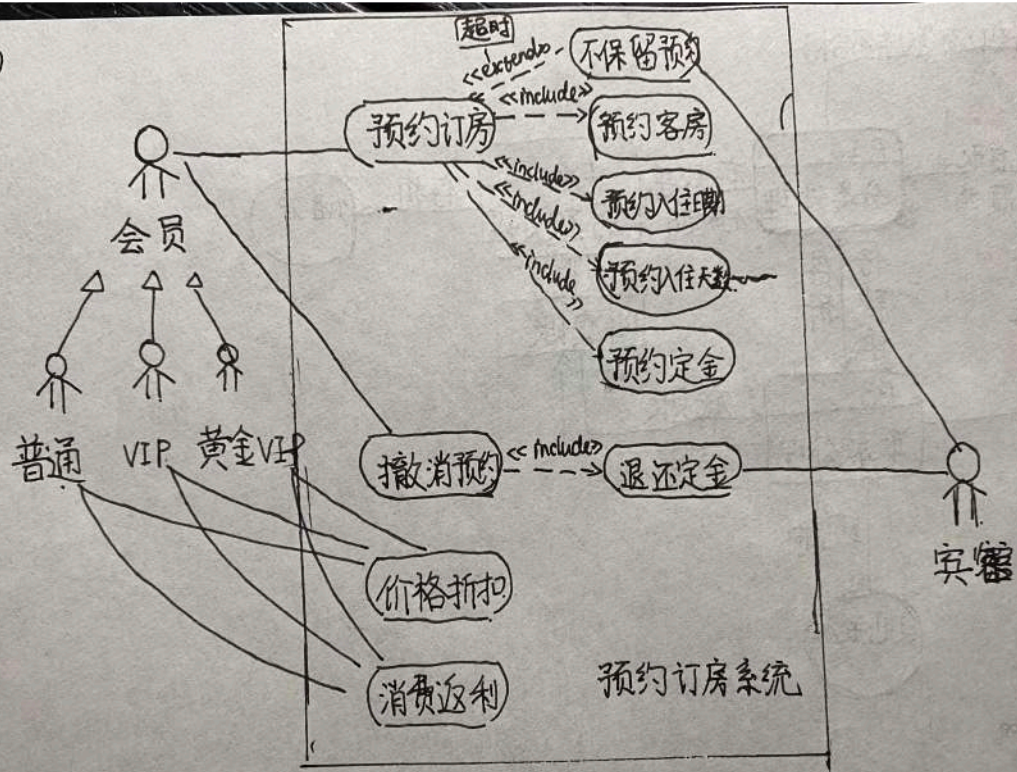 超时
<<extend>>
不保留预约
<<include>>
预约订房
预约客房
<<include>>
预约入住日期
<<include>>
会员
预约入住天数
<<include>>
预约定金
普通
VIP
黄金VIP
撤消预约
<<include>>
退还定金
宾客
价格折扣
消费返利
预约订房系统